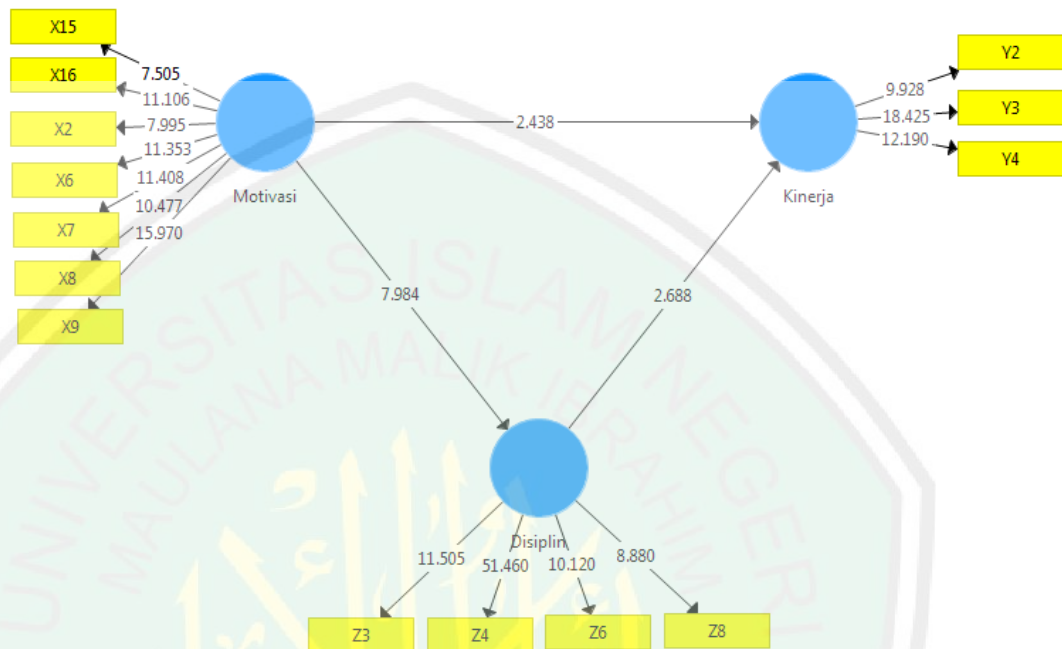 X15
X16
X2
X6
X7
X8
X9
7.505
11.106
7.995
11.353
11.408
10.477
15.970
Motivasi
2.438
Kinerja
9.928
18.425
12.190
Y2
Y3
Y4
7.984
2.688
Disiplin
11.505
51.460
10.120
8.880
Z3
Z4
Z6
Z8
UNIVERSITAS ISLAM NEGERI
MAULANA MALIK IBRAHIM